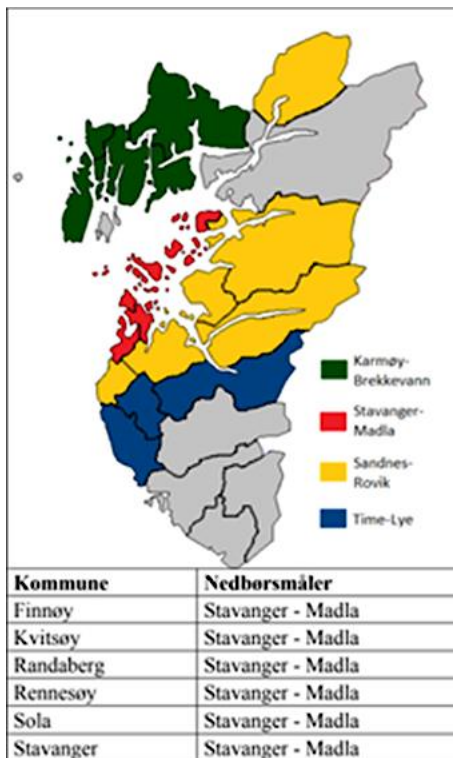 Karmøy-
Brekkevann
Stavanger-
Madla
Sandnes-
Rovik
Time-Lye
Kommune Nedbørsmåler
Finnøy Stavanger - Madla
Kvitsøy Stavanger - Madla
Randaberg Stavanger - Madla
Rennesøy Stavanger - Madla
Sola Stavanger - Madla
Stavanger Stavanger - Madla